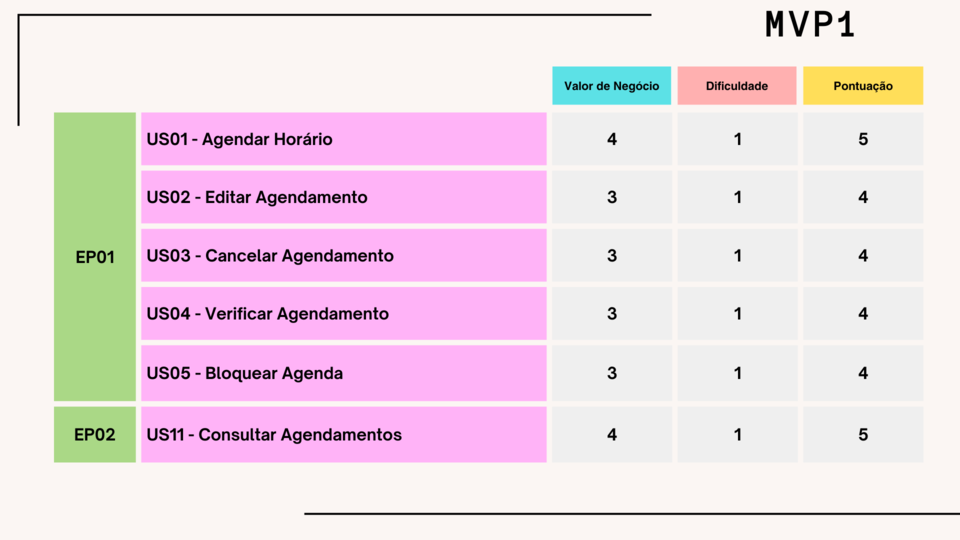 MVP1
Valor de Negócio Dificuldade Pontuação
EP01
US01 - Agendar Horário 4 1 5
US02 - Editar Agendamento 3 1 4
US03 - Cancelar Agendamento 3 1 4
US04 - Verificar Agendamento 3 1 4
US05 - Bloquear Agenda 3 1 4
EP02 US11 - Consultar Agendamentos 4 1 5